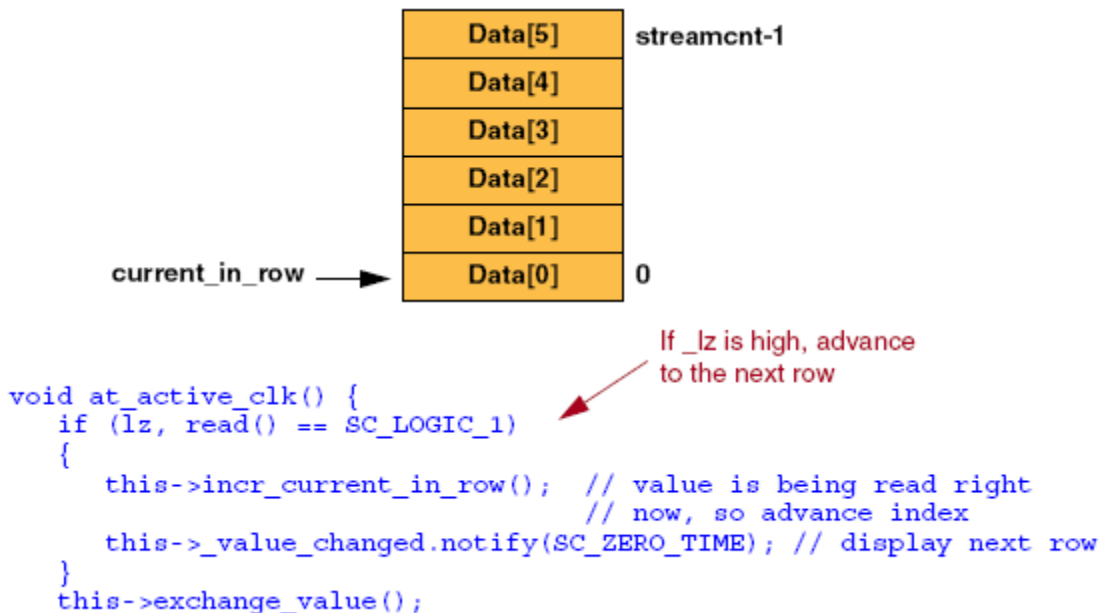 Data[5] streamcnt-1
Data[4]
Data[3]
Data[2]
Data[1]
current_in_row Data[0] 0
If _lz is high, advance
to the next row
void at_active_clk() {
if (lz, read() == SC_LOGIC_1)
{
this->incr_current_in_row(); // value is being read right
// now, so advance index
this->_value_changed.notify(SC_ZERO_TIME); // display next row
}
this->exchange_value();